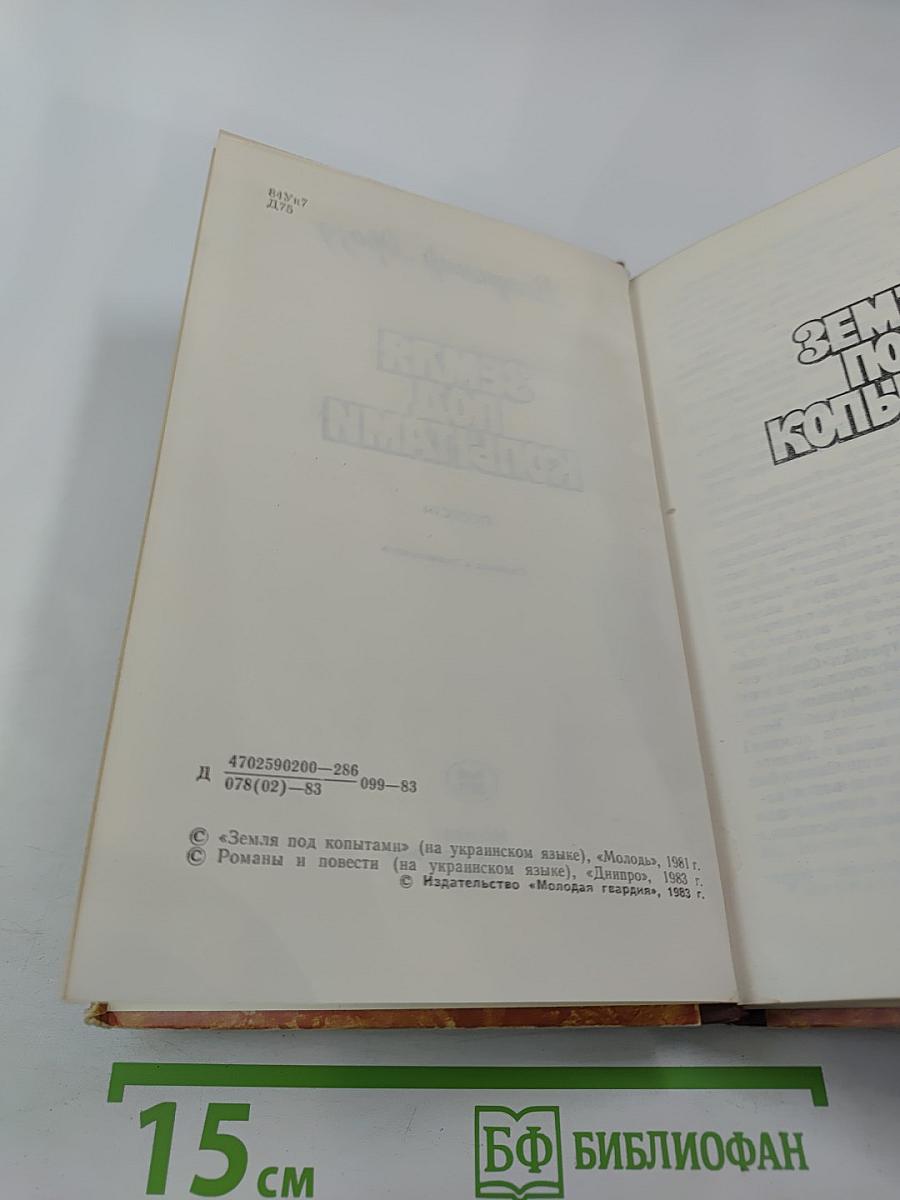 84Ук7
Д75
Д 4702590200—286
078(02)—83
099—83
© «Земля под копытами» (на украинском языке), «Молодь», 1981 г.
© Романы и повести (на украинском языке), «Днипро», 1983 г.
© Издательство «Молодая гвардия», 1983 г.
ЗЕМ
ПО
КОПЫ
15 см
БФ БИБЛИОФАН